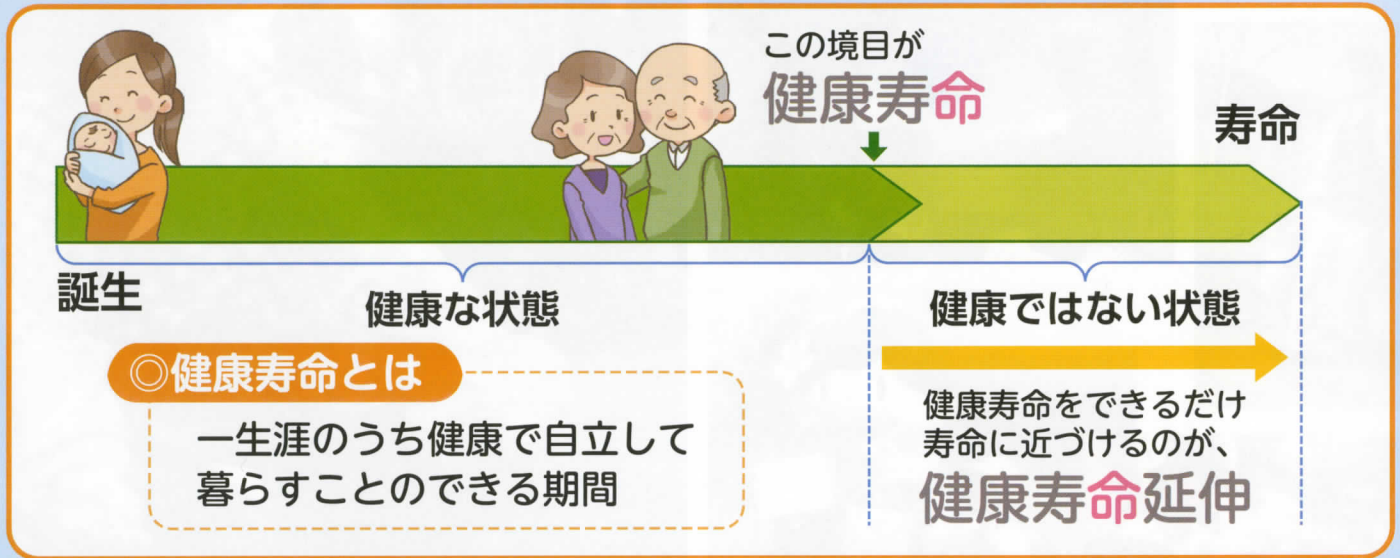 この境目が
健康寿命
寿命
誕生
健康な状態
健康ではない状態
◎健康寿命とは
一生涯のうち健康で自立して
暮らすことのできる期間
健康寿命をできるだけ
寿命に近づけるのが、
健康寿命延伸